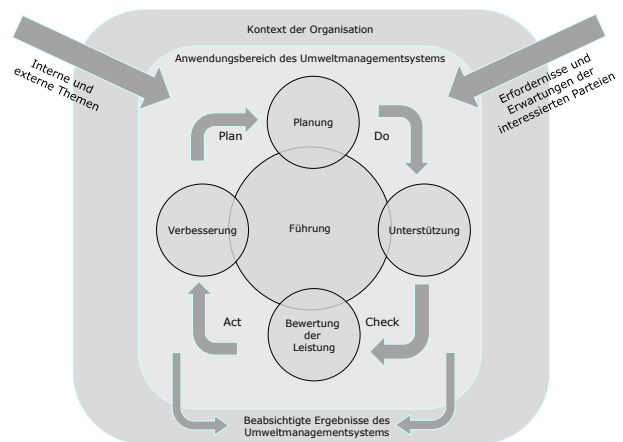 Kontext der Organisation
Anwendungsbereich des Umweltmanagementsystems
Interne und
externe Themen
Erfordernisse und
Erwartungen der
interessierten Parteien
Planung
Plan
Do
Verbesserung
Führung
Unterstützung
Act
Bewertung
der
Leistung
Check
Beabsichtigte Ergebnisse des
Umweltmanagementsystems